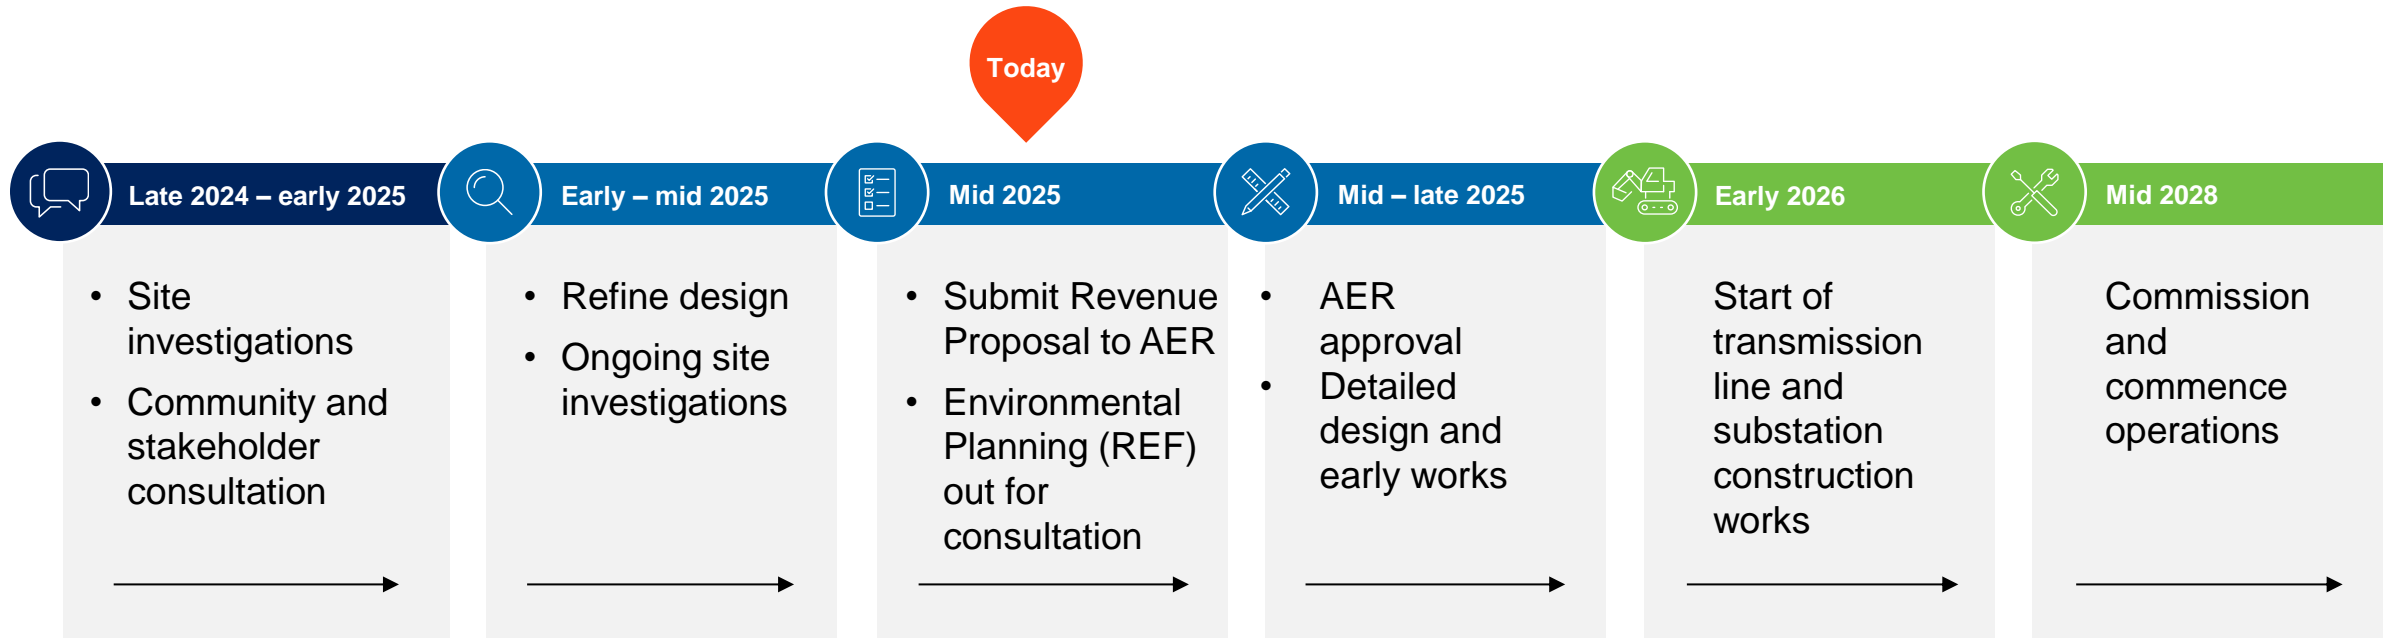 Today
Late 2024 – early 2025
• Site
investigations
• Community and
stakeholder
consultation
Early – mid 2025
• Refine design
• Ongoing site
investigations
Mid 2025
• Submit Revenue
Proposal to AER
• Environmental
Planning (REF)
out for
consultation
Mid – late 2025
• AER
approval
• Detailed
design and
early works
Early 2026
Start of
transmission
line and
substation
construction
works
Mid 2028
Commission
and
commence
operations